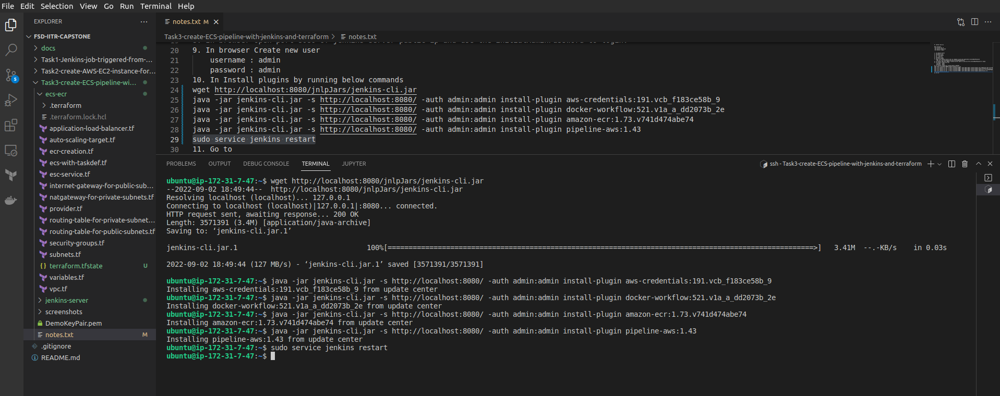 File Edit Selection View Go Run Terminal Help
EXPLORER
FSD-IITR-CAPSTONE
docs
Task1-Jenkins-job-triggered-from-...
Task2-create-AWS-EC2-instance-for...
Task3-create-ECS-pipeline-wi...
ecs-ecr
.terraform
.terraform.lock.hcl
application-load-balancer.tf
auto-scaling-target.tf
ecr-creation.tf
ecs-with-taskdef.tf
esc-service.tf
internet-gateway-for-public-sub...
natgateway-for-private-subnets.tf
provider.tf
routing-table-for-private-subnet...
routing-table-for-public-subnets.tf
security-groups.tf
subnets.tf
terraform.tfstate U
variables.tf
vpc.tf
jenkins-server
screenshots
DemoKeyPair.pem
notes.txt M
.gitignore
README.md
5
notes.txt M
Task3-create-ECS-pipeline-with-jenkins-and-terraform > notes.txt
20 9. In browser Create new user
21 username : admin
22 password : admin
23 10. In Install plugins by running below commands
24 wget http://localhost:8080/jnlpJars/jenkins-cli.jar
25 java -jar jenkins-cli.jar -s http://localhost:8080/ -auth admin:admin install-plugin aws-credentials:191.vcb_f183ce58b_9
26 java -jar jenkins-cli.jar -s http://localhost:8080/ -auth admin:admin install-plugin docker-workflow:521.v1a_a_dd2073b_2e
27 java -jar jenkins-cli.jar -s http://localhost:8080/ -auth admin:admin install-plugin amazon-ecr:1.73.v741d474abe74
28 java -jar jenkins-cli.jar -s http://localhost:8080/ -auth admin:admin install-plugin pipeline-aws:1.43
29 sudo service jenkins restart
30 11. Go to
PROBLEMS OUTPUT DEBUG CONSOLE TERMINAL JUPYTER
ssh - Task3-create-ECS-pipeline-with-jenkins-and-terraform
ubuntu@ip-172-31-7-47:~$ wget http://localhost:8080/jnlpJars/jenkins-cli.jar
--2022-09-02 18:49:44-- http://localhost:8080/jnlpJars/jenkins-cli.jar
Resolving localhost (localhost)... 127.0.0.1
Connecting to localhost (localhost)|127.0.0.1|:8080... connected.
HTTP request sent, awaiting response... 200 OK
Length: 3571391 (3.4M) [application/java-archive]
Saving to: ‘jenkins-cli.jar.1’
jenkins-cli.jar.1 100%[======================================================================================================>] 3.41M --.-KB/s in 0.03s
2022-09-02 18:49:44 (127 MB/s) - ‘jenkins-cli.jar.1’ saved [3571391/3571391]
ubuntu@ip-172-31-7-47:~$ java -jar jenkins-cli.jar -s http://localhost:8080/ -auth admin:admin install-plugin aws-credentials:191.vcb_f183ce58b_9
Installing aws-credentials:191.vcb_f183ce58b_9 from update center
ubuntu@ip-172-31-7-47:~$ java -jar jenkins-cli.jar -s http://localhost:8080/ -auth admin:admin install-plugin docker-workflow:521.v1a_a_dd2073b_2e
Installing docker-workflow:521.v1a_a_dd2073b_2e from update center
ubuntu@ip-172-31-7-47:~$ java -jar jenkins-cli.jar -s http://localhost:8080/ -auth admin:admin install-plugin amazon-ecr:1.73.v741d474abe74
Installing amazon-ecr:1.73.v741d474abe74 from update center
ubuntu@ip-172-31-7-47:~$ java -jar jenkins-cli.jar -s http://localhost:8080/ -auth admin:admin install-plugin pipeline-aws:1.43
Installing pipeline-aws:1.43 from update center
ubuntu@ip-172-31-7-47:~$ sudo service jenkins restart
ubuntu@ip-172-31-7-47:~$